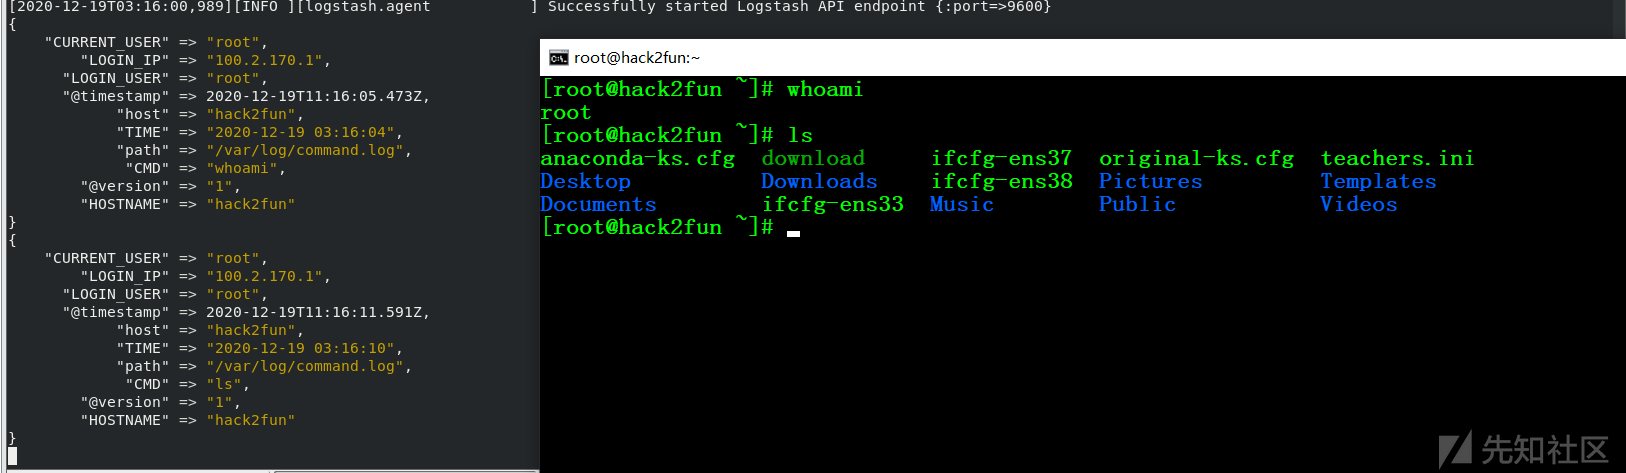 [2020-12-19T03:16:00,989][INFO ][logstash.agent           ] Successfully started Logstash API endpoint {:port=>9600}
{
    "CURRENT_USER" => "root",
        "LOGIN_IP" => "100.2.170.1",
      "LOGIN_USER" => "root",
      "@timestamp" => 2020-12-19T11:16:05.473Z,
            "host" => "hack2fun",
            "TIME" => "2020-12-19 03:16:04",
            "path" => "/var/log/command.log",
             "CMD" => "whoami",
        "@version" => "1",
        "HOSTNAME" => "hack2fun"
}
{
    "CURRENT_USER" => "root",
        "LOGIN_IP" => "100.2.170.1",
      "LOGIN_USER" => "root",
      "@timestamp" => 2020-12-19T11:16:11.591Z,
            "host" => "hack2fun",
            "TIME" => "2020-12-19 03:16:10",
            "path" => "/var/log/command.log",
             "CMD" => "ls",
        "@version" => "1",
        "HOSTNAME" => "hack2fun"
}
root@hack2fun:~
[root@hack2fun ~]# whoami
root
[root@hack2fun ~]# ls
anaconda-ks.cfg  download   ifcfg-ens37  original-ks.cfg  teachers.ini
Desktop          Downloads  ifcfg-ens38  Pictures         Templates
Documents        ifcfg-ens33  Music      Public           Videos
[root@hack2fun ~]#
先知社区